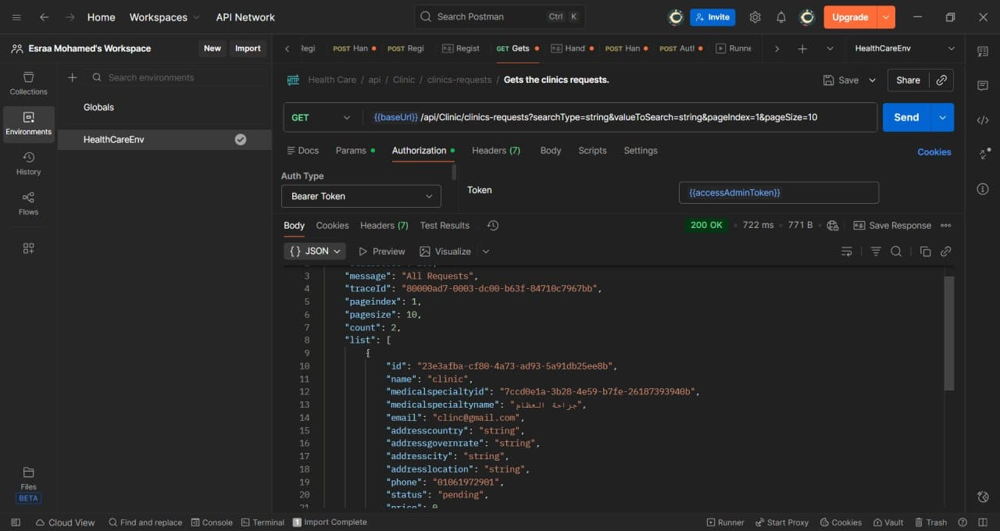 Home Workspaces API Network Search Postman Ctrl K Invite Upgrade
Esraa Mohamed's Workspace New Import Regi POST Han POST Regi Regist GET Gets Hand POST Han POST Autl Runne HealthCareEnv
Collections
Environments
History
Flows
Files
BETA
Search environments
Globals
HealthCareEnv
HTTP Health Care / api / Clinic / clinics-requests / Gets the clinics requests. Save Share
GET {{baseUrl}} /api/Clinic/clinics-requests?searchType=string&valueToSearch=string&pageIndex=1&pageSize=10 Send
Docs Params Authorization Headers (7) Body Scripts Settings Cookies
Auth Type
Bearer Token
Token {{accessAdminToken}}
Body Cookies Headers (7) Test Results 200 OK 722 ms 771 B Save Response
{} JSON Preview Visualize
3 "message": "All Requests",
4 "traceId": "80000ad7-0003-dc00-b63f-84710c7967bb",
5 "pageindex": 1,
6 "pagesize": 10,
7 "count": 2,
8 "list": [
9 {
10 "id": "23e3afba-cf80-4a73-ad93-5a91db25ee8b",
11 "name": "clinic",
12 "medicalspecialtyid": "7ccd0e1a-3b28-4e59-b7fe-26187393940b",
13 "medicalspecialtyname": "جراحة العظام",
14 "email": "clinc@gmail.com",
15 "addresscountry": "string",
16 "addressgovernrate": "string",
17 "addresscity": "string",
18 "addresslocation": "string",
19 "phone": "01061972901",
20 "status": "pending",
21 "price": 0
Cloud View Find and replace Console Terminal 1 Import Complete Runner Start Proxy Cookies Vault Trash